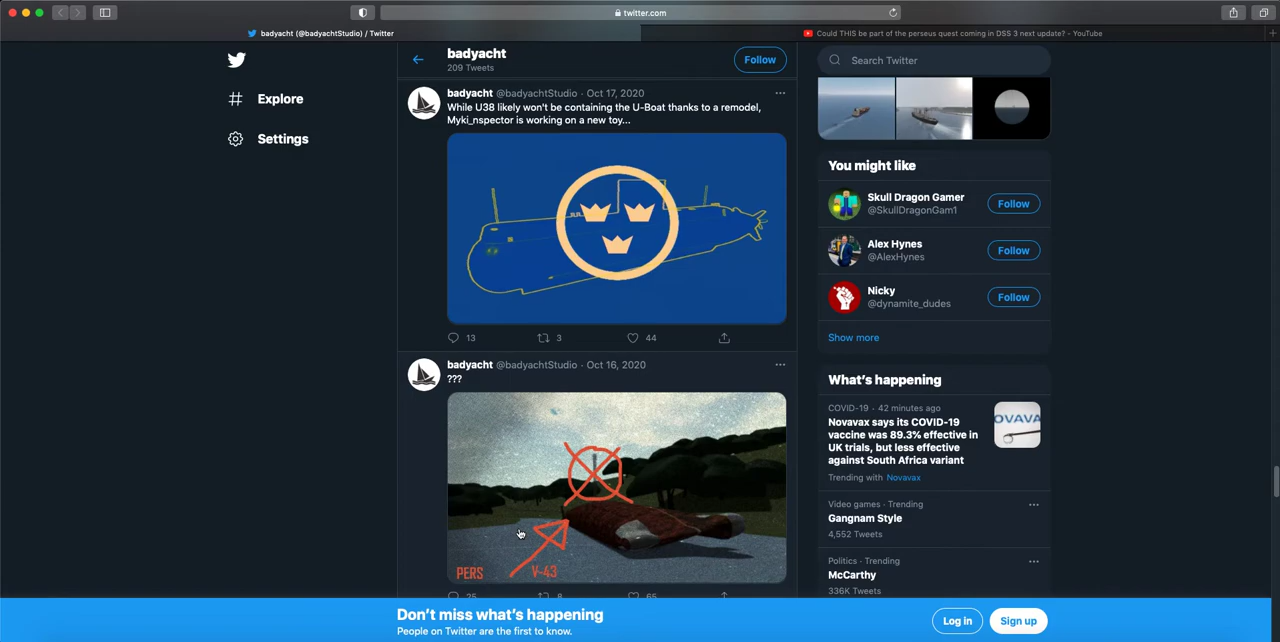 twitter.com
badyacht (@badyachtStudio) / Twitter
Could THIS be part of the perseus quest coming in DSS 3 next update? - YouTube
Explore
Settings
badyacht
209 Tweets
Follow
badyacht @badyachtStudio · Oct 17, 2020
While U38 likely won't be containing the U-Boat thanks to a remodel,
Myki_nspector is working on a new toy...
13
3
44
badyacht @badyachtStudio · Oct 16, 2020
???
PERS
V-43
25
8
65
Search Twitter
You might like
Skull Dragon Gamer
@SkullDragonGam1
Follow
Alex Hynes
@AlexHynes
Follow
Nicky
@dynamite_dudes
Follow
Show more
What's happening
COVID-19 · 42 minutes ago
Novavax says its COVID-19
vaccine was 89.3% effective in
UK trials, but less effective
against South Africa variant
Trending with Novavax
OVAVA
Video games · Trending
Gangnam Style
4,552 Tweets
Politics · Trending
McCarthy
336K Tweets
Don't miss what's happening
People on Twitter are the first to know.
Log in
Sign up